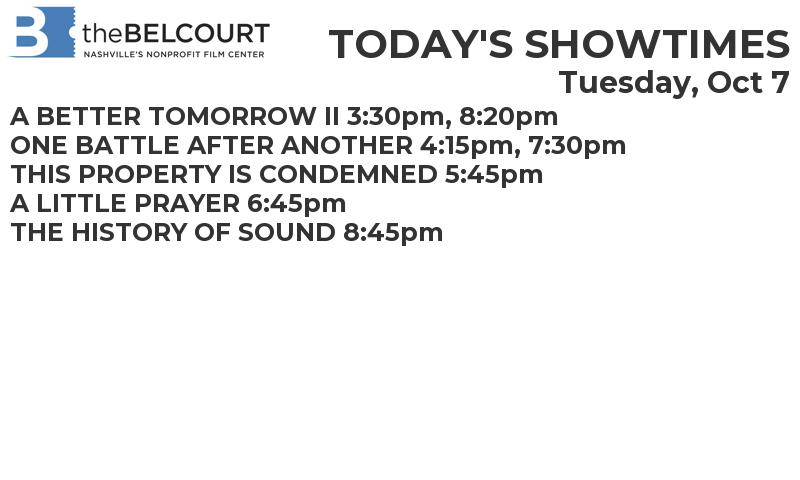 B theBELCOURT
NASHVILLE'S NONPROFIT FILM CENTER
TODAY'S SHOWTIMES
Tuesday, Oct 7
A BETTER TOMORROW II 3:30pm, 8:20pm
ONE BATTLE AFTER ANOTHER 4:15pm, 7:30pm
THIS PROPERTY IS CONDEMNED 5:45pm
A LITTLE PRAYER 6:45pm
THE HISTORY OF SOUND 8:45pm